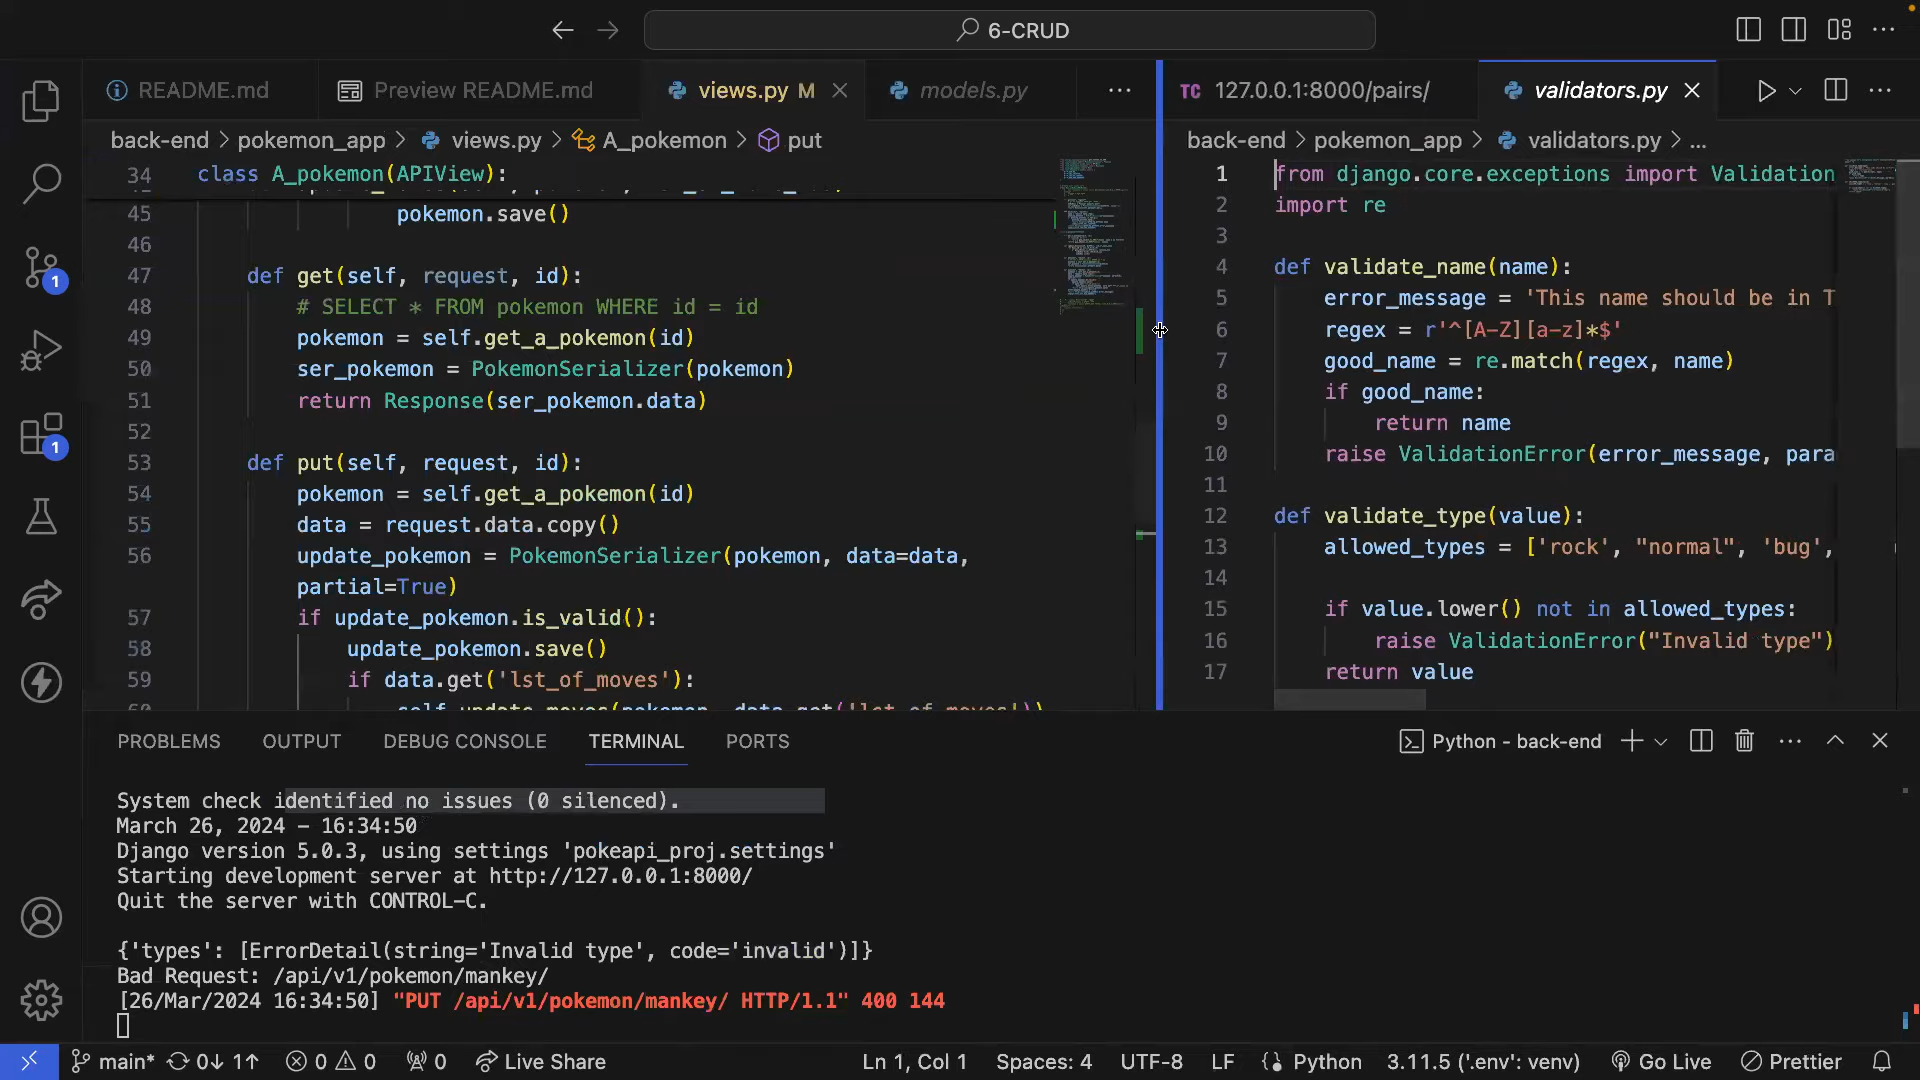 6-CRUD
README.md
Preview README.md
views.py M
models.py
127.0.0.1:8000/pairs/
validators.py
back-end > pokemon_app > views.py > A_pokemon > put
back-end > pokemon_app > validators.py > ...
34 class A_pokemon(APIView):
45 pokemon.save()
46
47 def get(self, request, id):
48 # SELECT * FROM pokemon WHERE id = id
49 pokemon = self.get_a_pokemon(id)
50 ser_pokemon = PokemonSerializer(pokemon)
51 return Response(ser_pokemon.data)
52
53 def put(self, request, id):
54 pokemon = self.get_a_pokemon(id)
55 data = request.data.copy()
56 update_pokemon = PokemonSerializer(pokemon, data=data,
partial=True)
57 if update_pokemon.is_valid():
58 update_pokemon.save()
59 if data.get('lst_of_moves'):
60 self.update_moves(pokemon, data.get('lst_of_moves'))
1 from django.core.exceptions import Validation
2 import re
3
4 def validate_name(name):
5 error_message = 'This name should be in T
6 regex = r'^[A-Z][a-z]*$'
7 good_name = re.match(regex, name)
8 if good_name:
9 return name
10 raise ValidationError(error_message, para
11
12 def validate_type(value):
13 allowed_types = ['rock', "normal", 'bug',
14
15 if value.lower() not in allowed_types:
16 raise ValidationError("Invalid type")
17 return value
PROBLEMS OUTPUT DEBUG CONSOLE TERMINAL PORTS
Python - back-end
System check identified no issues (0 silenced).
March 26, 2024 - 16:34:50
Django version 5.0.3, using settings 'pokeapi_proj.settings'
Starting development server at http://127.0.0.1:8000/
Quit the server with CONTROL-C.
{'types': [ErrorDetail(string='Invalid type', code='invalid')]}
Bad Request: /api/v1/pokemon/mankey/
[26/Mar/2024 16:34:50] "PUT /api/v1/pokemon/mankey/ HTTP/1.1" 400 144
main* 0↓ 1↑ 0 0 0 Live Share Ln 1, Col 1 Spaces: 4 UTF-8 LF Python 3.11.5 ('.env': venv) Go Live Prettier